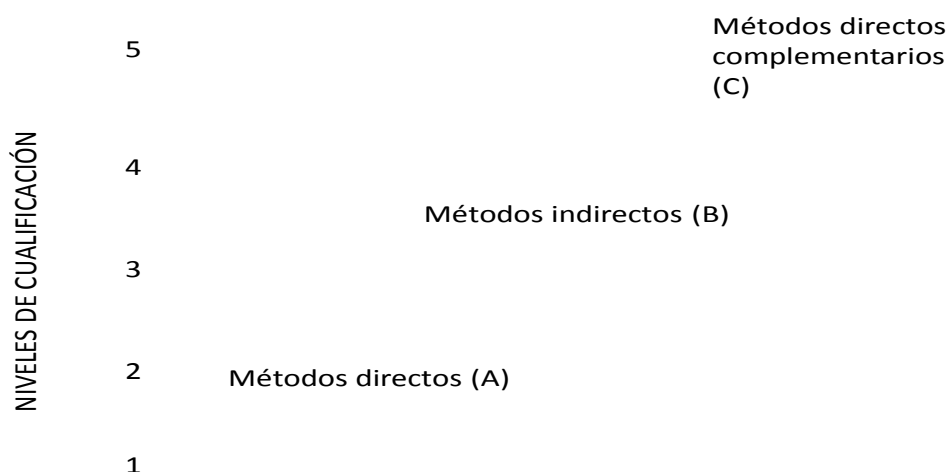 Métodos directos
complementarios
(C)
5
4
Métodos indirectos (B)
3
2
Métodos directos (A)
1
NIVELES DE CUALIFICACIÓN